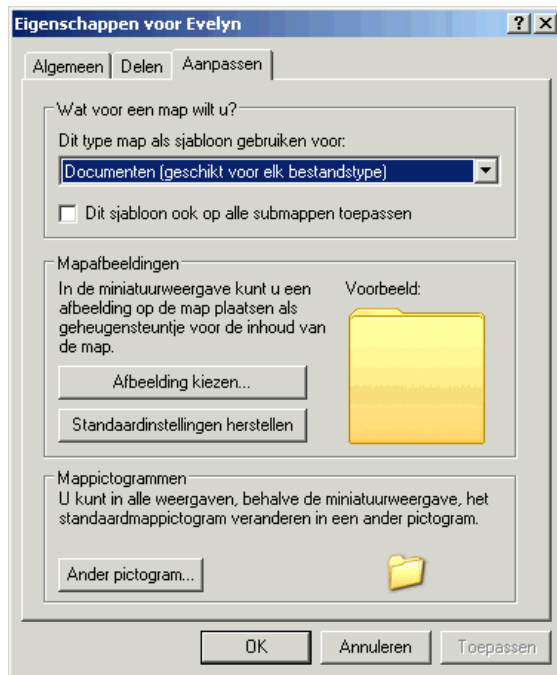 Eigenschappen voor Evelyn
Algemeen Delen Aanpassen
Wat voor een map wilt u?
Dit type map als sjabloon gebruiken voor:
Documenten (geschikt voor elk bestandstype)
Dit sjabloon ook op alle submappen toepassen
Mapafbeeldingen
In de miniatuurweergave kunt u een
afbeelding op de map plaatsen als
geheugensteuntje voor de inhoud van
de map.
Voorbeeld:
Afbeelding kiezen...
Standaardinstellingen herstellen
Mappictogrammen
U kunt in alle weergaven, behalve de miniatuurweergave, het
standaardmappictogram veranderen in een ander pictogram.
Ander pictogram...
OK Annuleren Toepassen